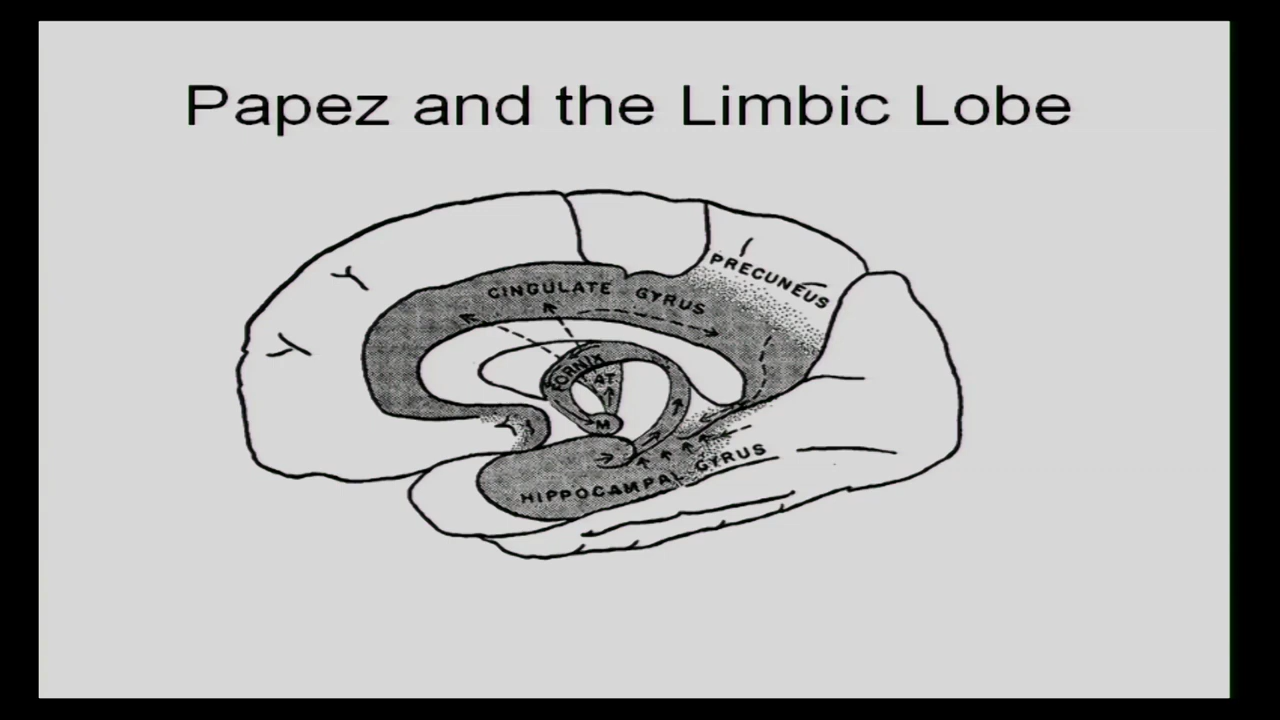 Papez and the Limbic Lobe
PRECUNEUS
CINGULATE GYRUS
FORNIX
AT
M
HIPPOCAMPAL GYRUS